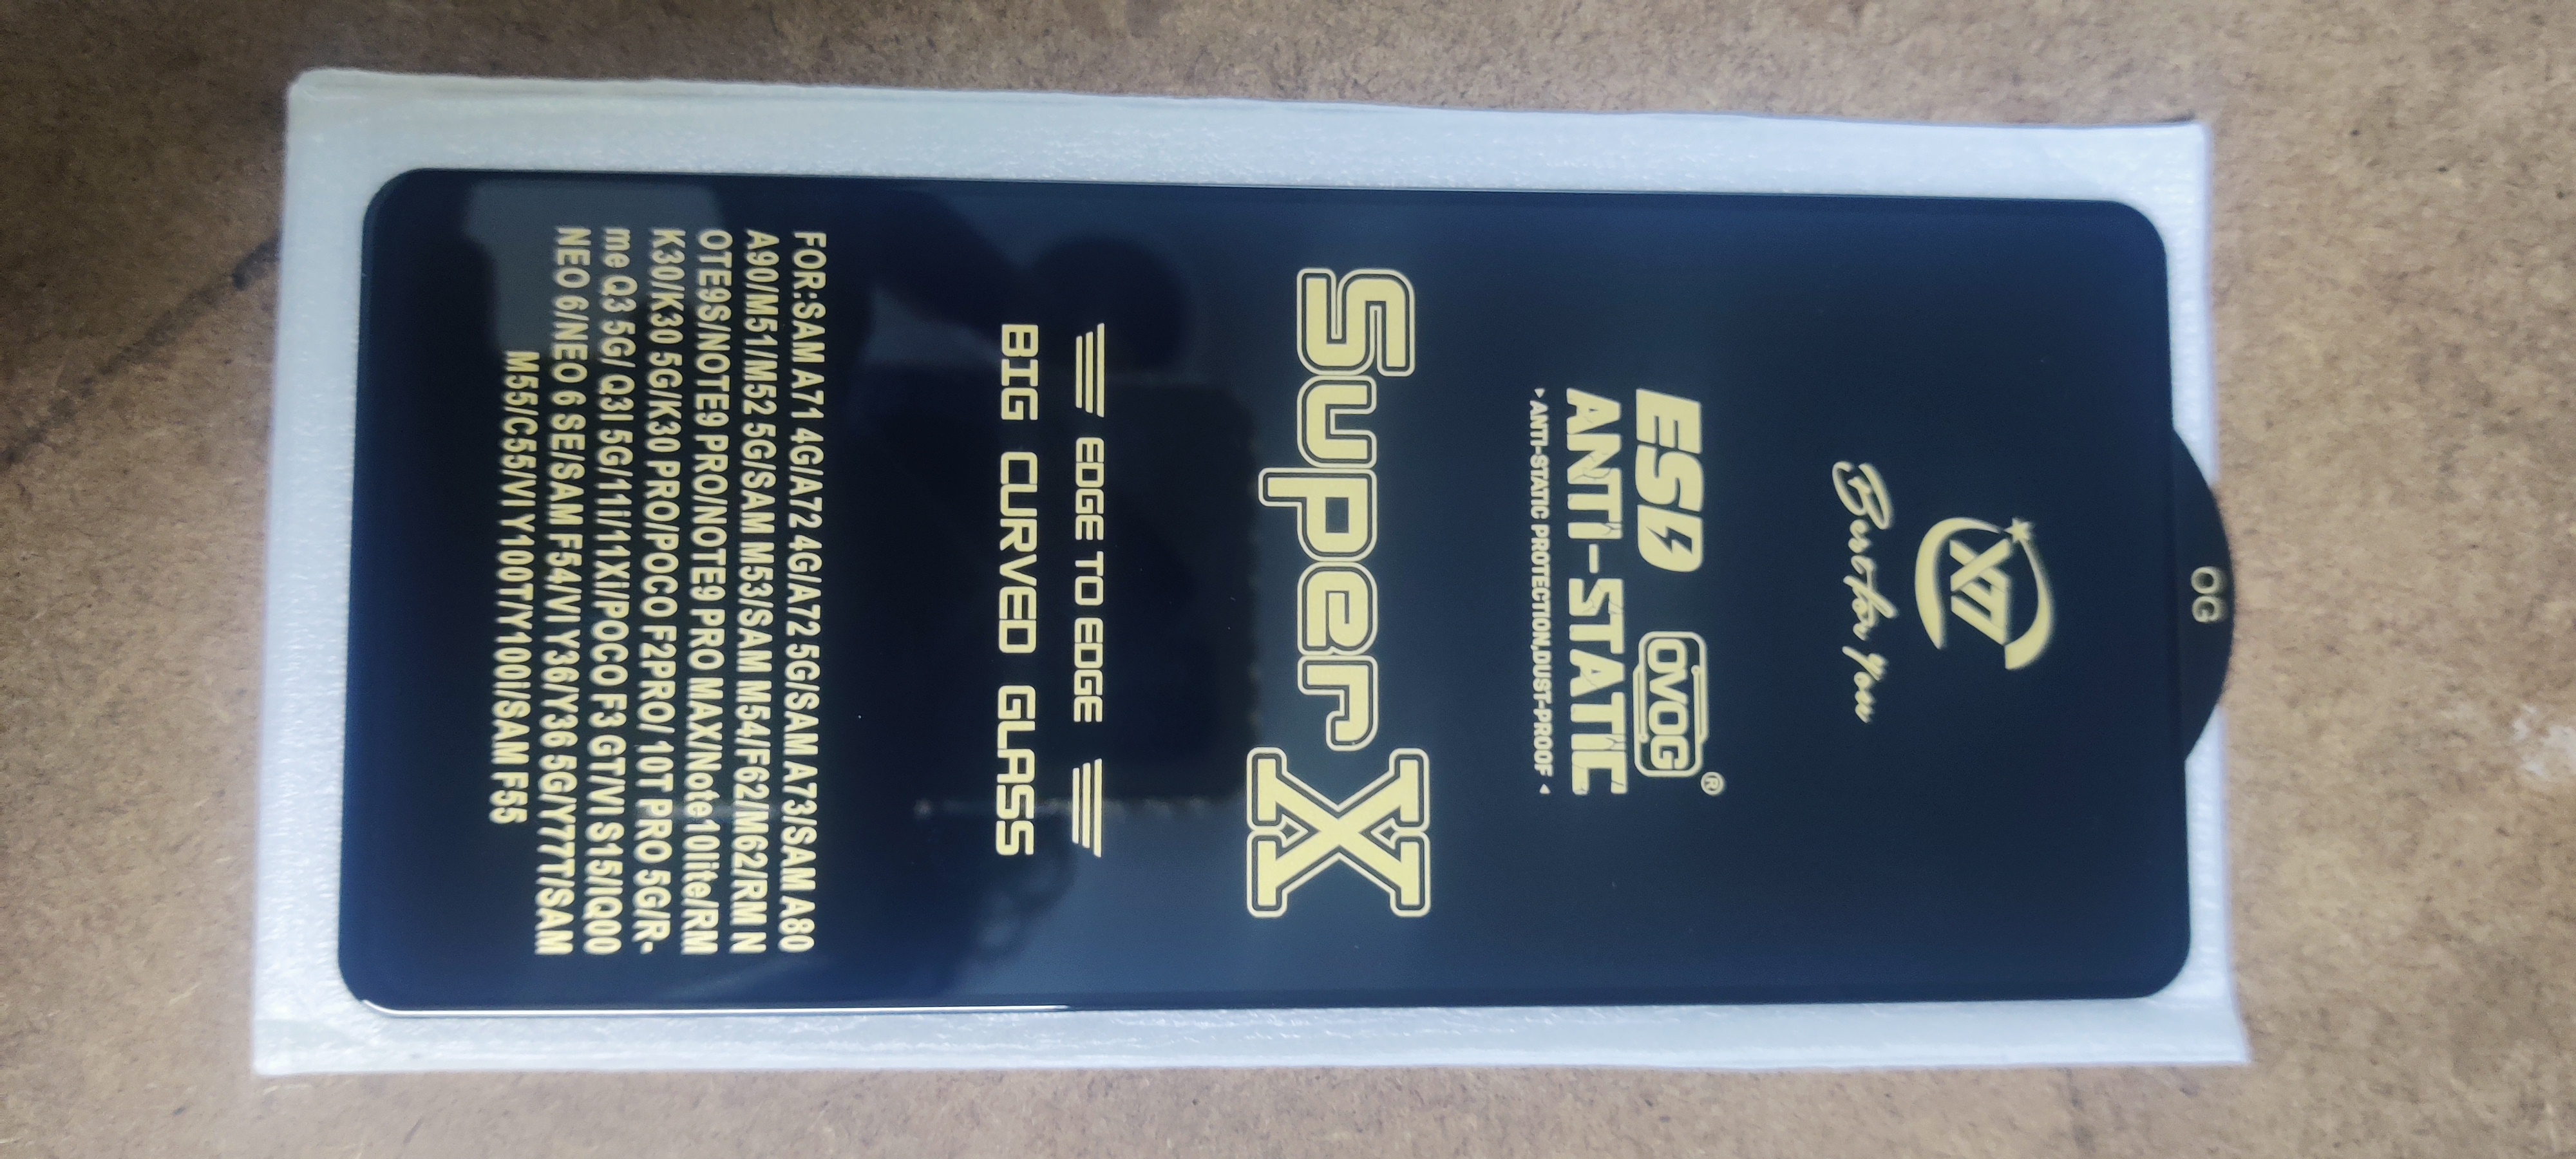 OG
XTI
Best for You
ESD OVOG®
ANTI-STATIC
ANTI-STATIC PROTECTION,DUST-PROOF
Super X
EDGE TO EDGE
BIG CURVED GLASS
FOR:SAM A71 4G/A72 4G/A72 5G/SAM A73/SAM A80
A90/M51/M52 5G/SAM M53/SAM M54/F62/M62/RM N
OTE9S/NOTE9 PRO/NOTE9 PRO MAX/Note10lite/RM
K30/K30 5G/K30 PRO/POCO F2PRO/ 10T PRO 5G/R-
me Q3 5G/ Q3I 5G/11i/11Xi/POCO F3 GT/VI S15/IQ00
NEO 6/NEO 6 SE/SAM F54/VI Y36/Y36 5G/Y77T/SAM
M55/C55/VI Y100T/Y100i/SAM F55